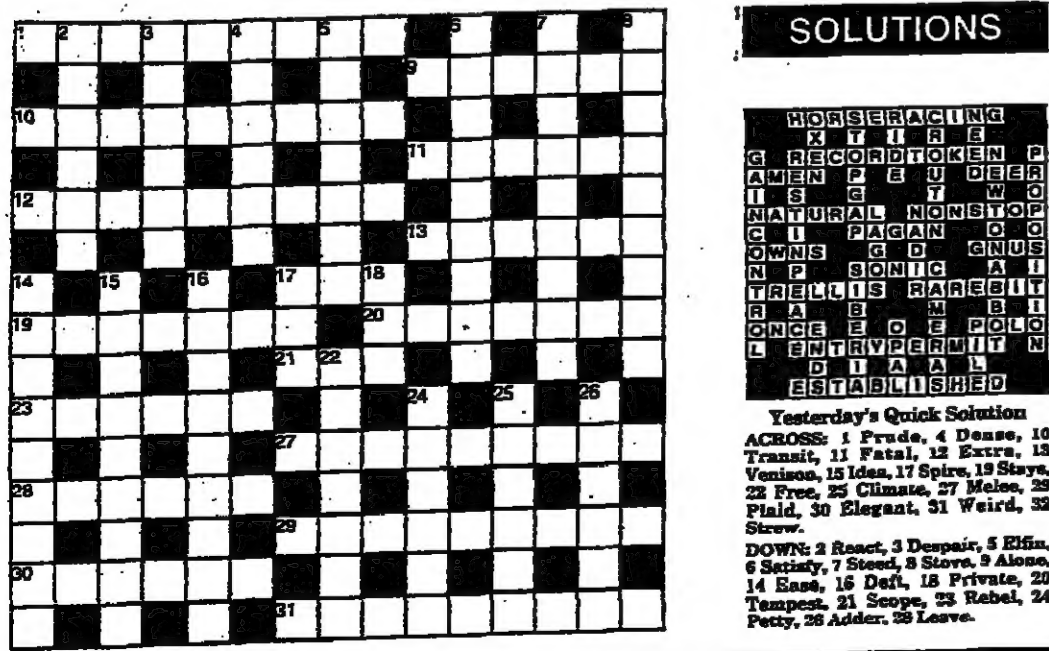 1 2 3 4 5 6 7 8
9
10
11
12
13
14 15 16 17 18
19 20
21 22
23 24 25 26
27
28
29
30
31
SOLUTIONS
HORSERACING
X T I R E
G RECORDTOKEN P
AMEN P E U DEER
I S G T W O
NATURAL NONSTOP
C I PAGAN O O
OWNS G D GNUS
N P SONIC A I
TRELLIS RAREBIT
R A B M B I
ONCE E O E POLO
L ENTRYPERMIT N
D I A A L
ESTABLISHED
Yesterday's Quick Solution
ACROSS: 1 Prude, 4 Dense, 10
Transit, 11 Fatal, 12 Extra, 13
Venison, 15 Idea, 17 Spire, 19 Stays,
22 Free, 25 Climate, 27 Melee, 29
Plaid, 30 Elegant, 31 Weird, 32
Strew.
DOWN: 2 React, 3 Despair, 5 Elfin,
6 Satisfy, 7 Steed, 8 Stove, 9 Alone,
14 Ease, 16 Deft, 18 Private, 20
Tempest, 21 Scope, 23 Rebel, 24
Petty, 26 Adder, 28 Leave.